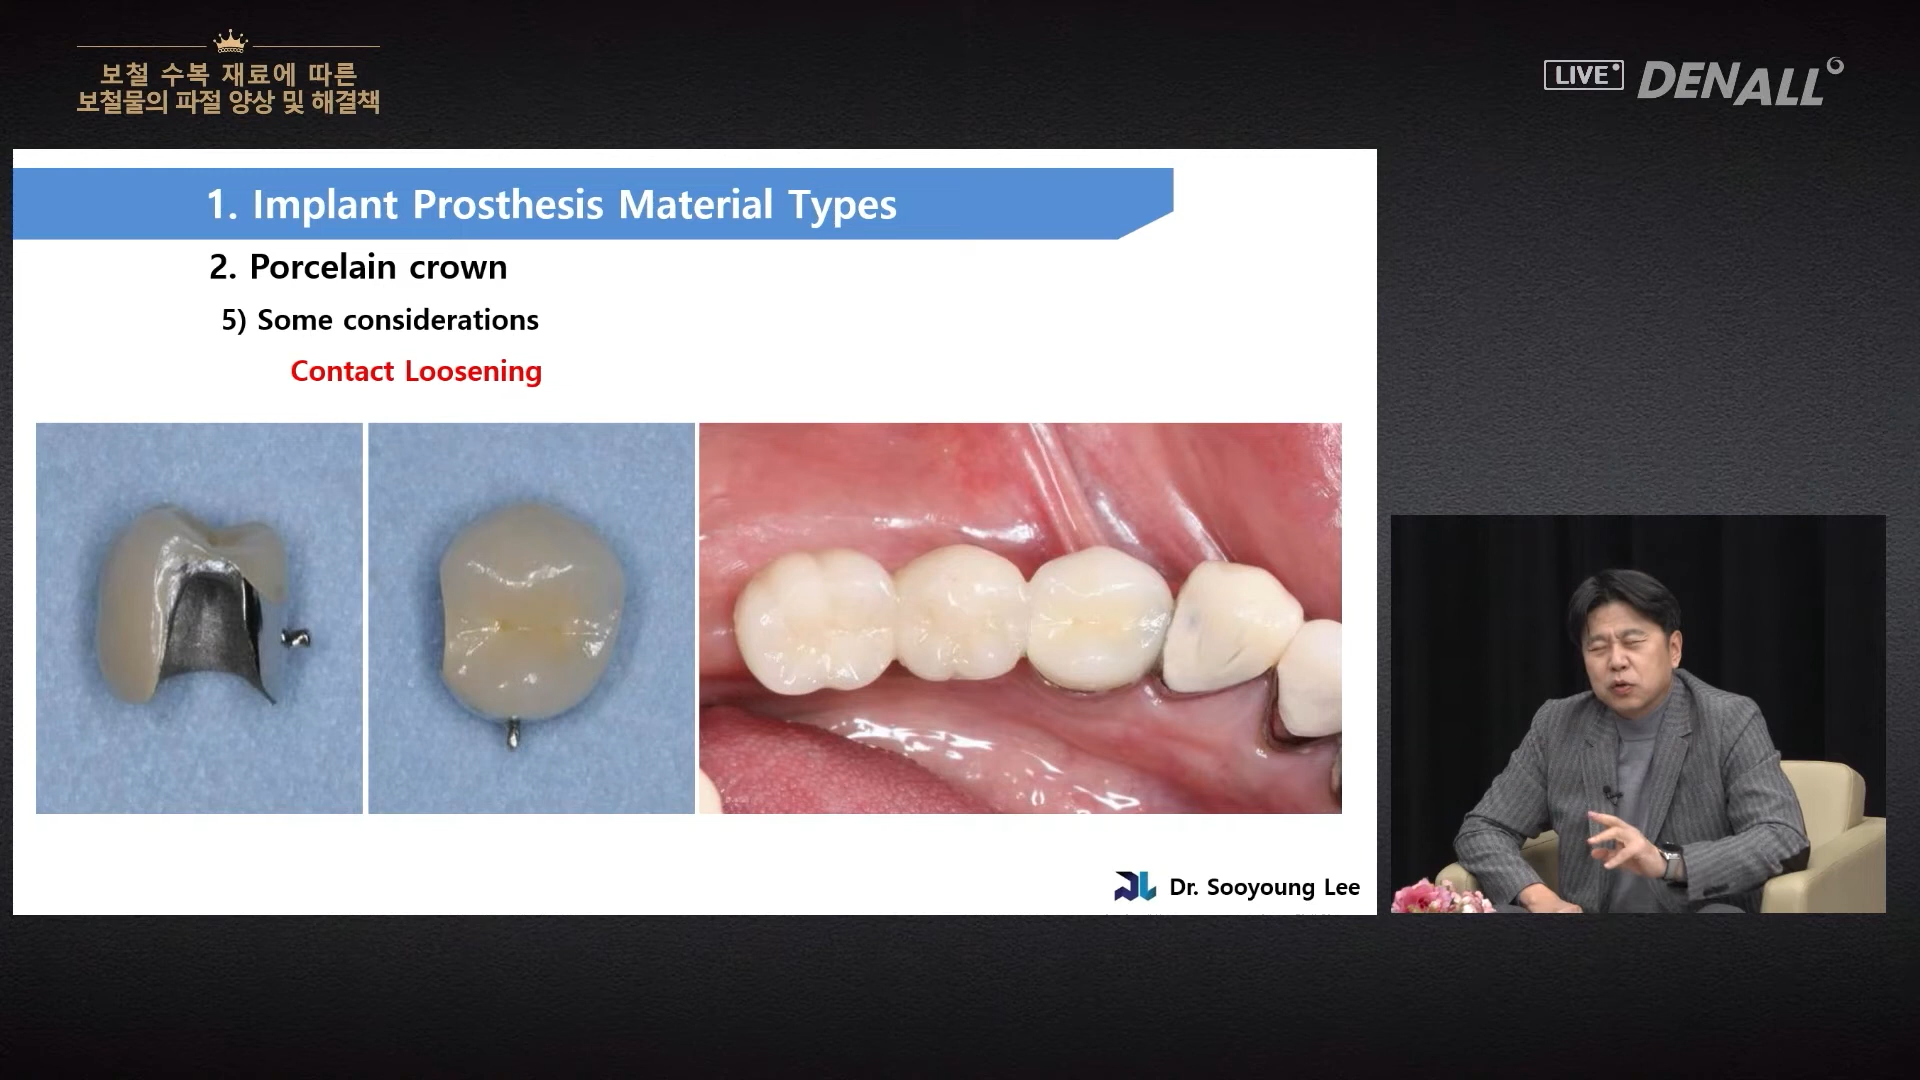 보철 수복 재료에 따른
보철물의 파절 양상 및 해결책
LIVE
DENALL
1. Implant Prosthesis Material Types
2. Porcelain crown
5) Some considerations
Contact Loosening
Dr. Sooyoung Lee